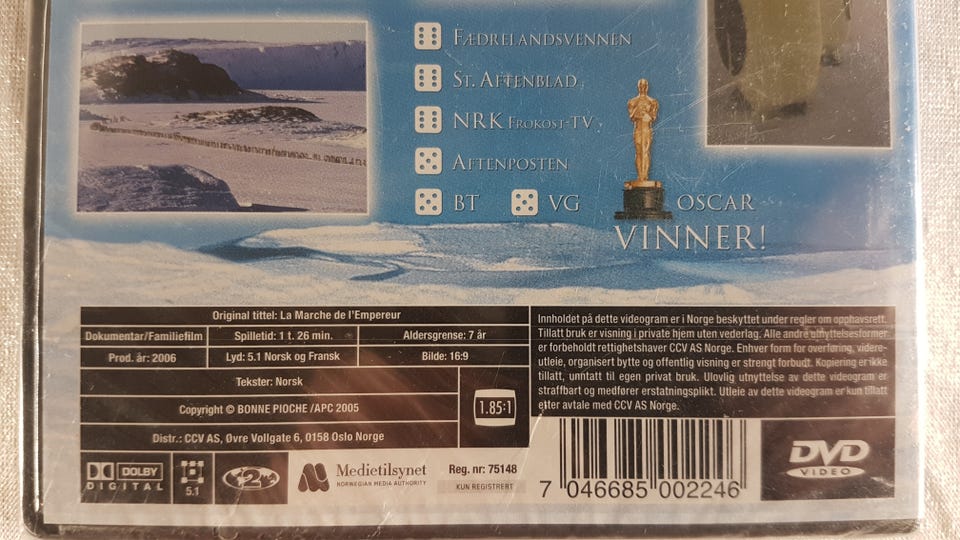 FÆDRELANDSVENNEN
ST. AFTENBLAD
NRK FROKOST-TV
AFTENPOSTEN
BT VG
OSCAR
VINNER!
Original tittel: La Marche de l'Empereur
Dokumentar/Familiefilm Spilletid: 1 t. 26 min. Aldersgrense: 7 år
Prod. år: 2006 Lyd: 5.1 Norsk og Fransk Bilde: 16:9
Tekster: Norsk
Copyright © BONNE PIOCHE /APC 2005
Distr.: CCV AS, Øvre Vollgate 6, 0158 Oslo Norge
1.85:1
Innholdet på dette videogram er i Norge beskyttet under regler om opphavsrett.
Tillatt bruk er visning i private hjem uten vederlag. Alle andre utnyttelsesformer
er forbeholdt rettighetshaver CCV AS Norge. Enhver form for overføring, videre-
utleie, organisert bytte og offentlig visning er strengt forbudt. Kopiering er ikke
tillatt, unntatt til egen privat bruk. Ulovlig utnyttelse av dette videogram er
straffbart og medfører erstatningsplikt. Utleie av dette videogram er kun tillatt
etter avtale med CCV AS Norge.
DOLBY
DIGITAL
5.1
2
Medietilsynet
NORWEGIAN MEDIA AUTHORITY
Reg. nr: 75148
KUN REGISTRERT
7 046685 002246
DVD
VIDEO